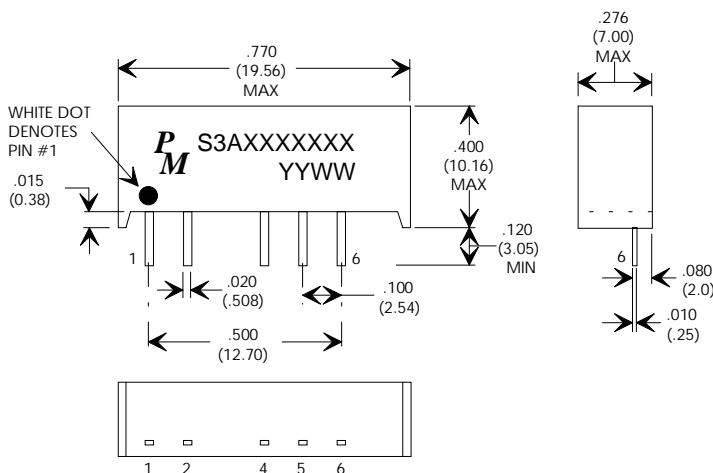 .770
(19.56)
MAX
.276
(7.00)
MAX
WHITE DOT
DENOTES
PIN #1
PM S3AXXXXXXX
YYWW
.400
(10.16)
MAX
.015
(0.38)
.120
(3.05)
MIN
1
6
6
.020
(.508)
.100
(2.54)
.080
(2.0)
.010
(.25)
.500
(12.70)
1 2 4 5 6